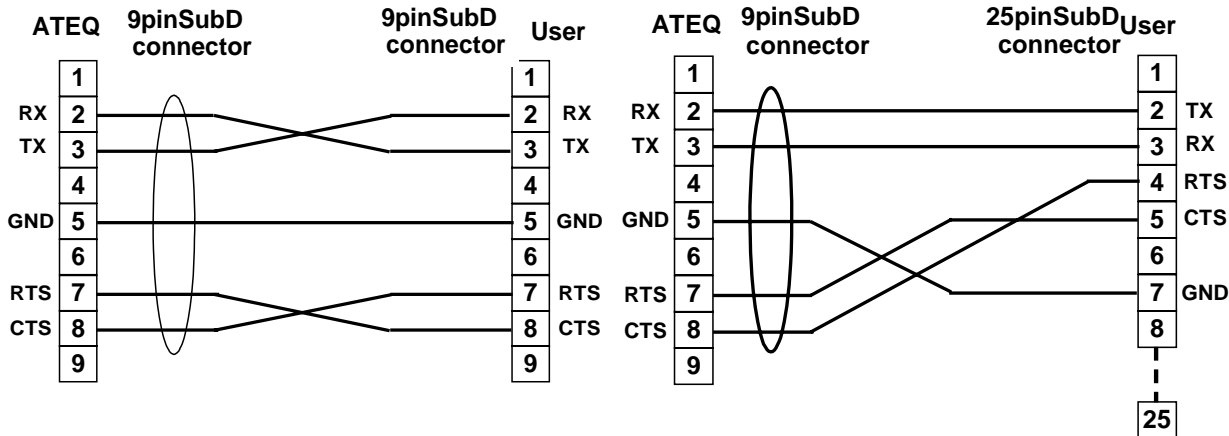 ATEQ 9pinSubD connector 9pinSubD connector User
1 1
RX 2 2 RX
TX 3 3 TX
4 4
GND 5 5 GND
6 6
RTS 7 7 RTS
CTS 8 8 CTS
9 9
ATEQ 9pinSubD connector 25pinSubD connector User
1 1
RX 2 2 TX
TX 3 3 RX
4 4 RTS
GND 5 5 CTS
6 6
RTS 7 7 GND
CTS 8 8
9
25